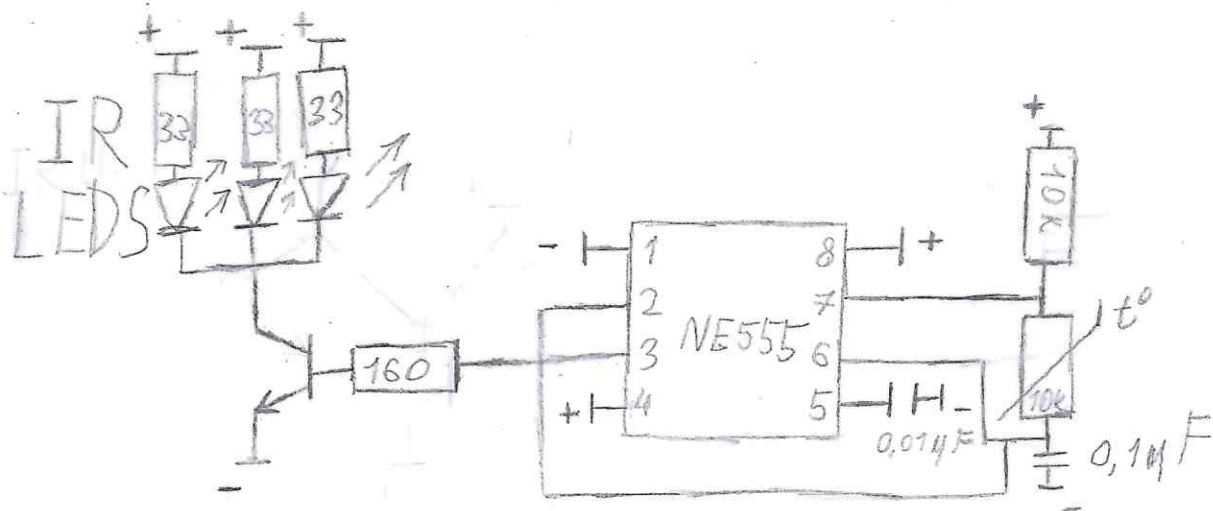 + + +
33 33 33
IR
LEDS
160
- 1 8 +
2 7
3 6
+ 4 5 -
NE555
0,01μF
+
10k
t°
10k
0,1μF
-
-